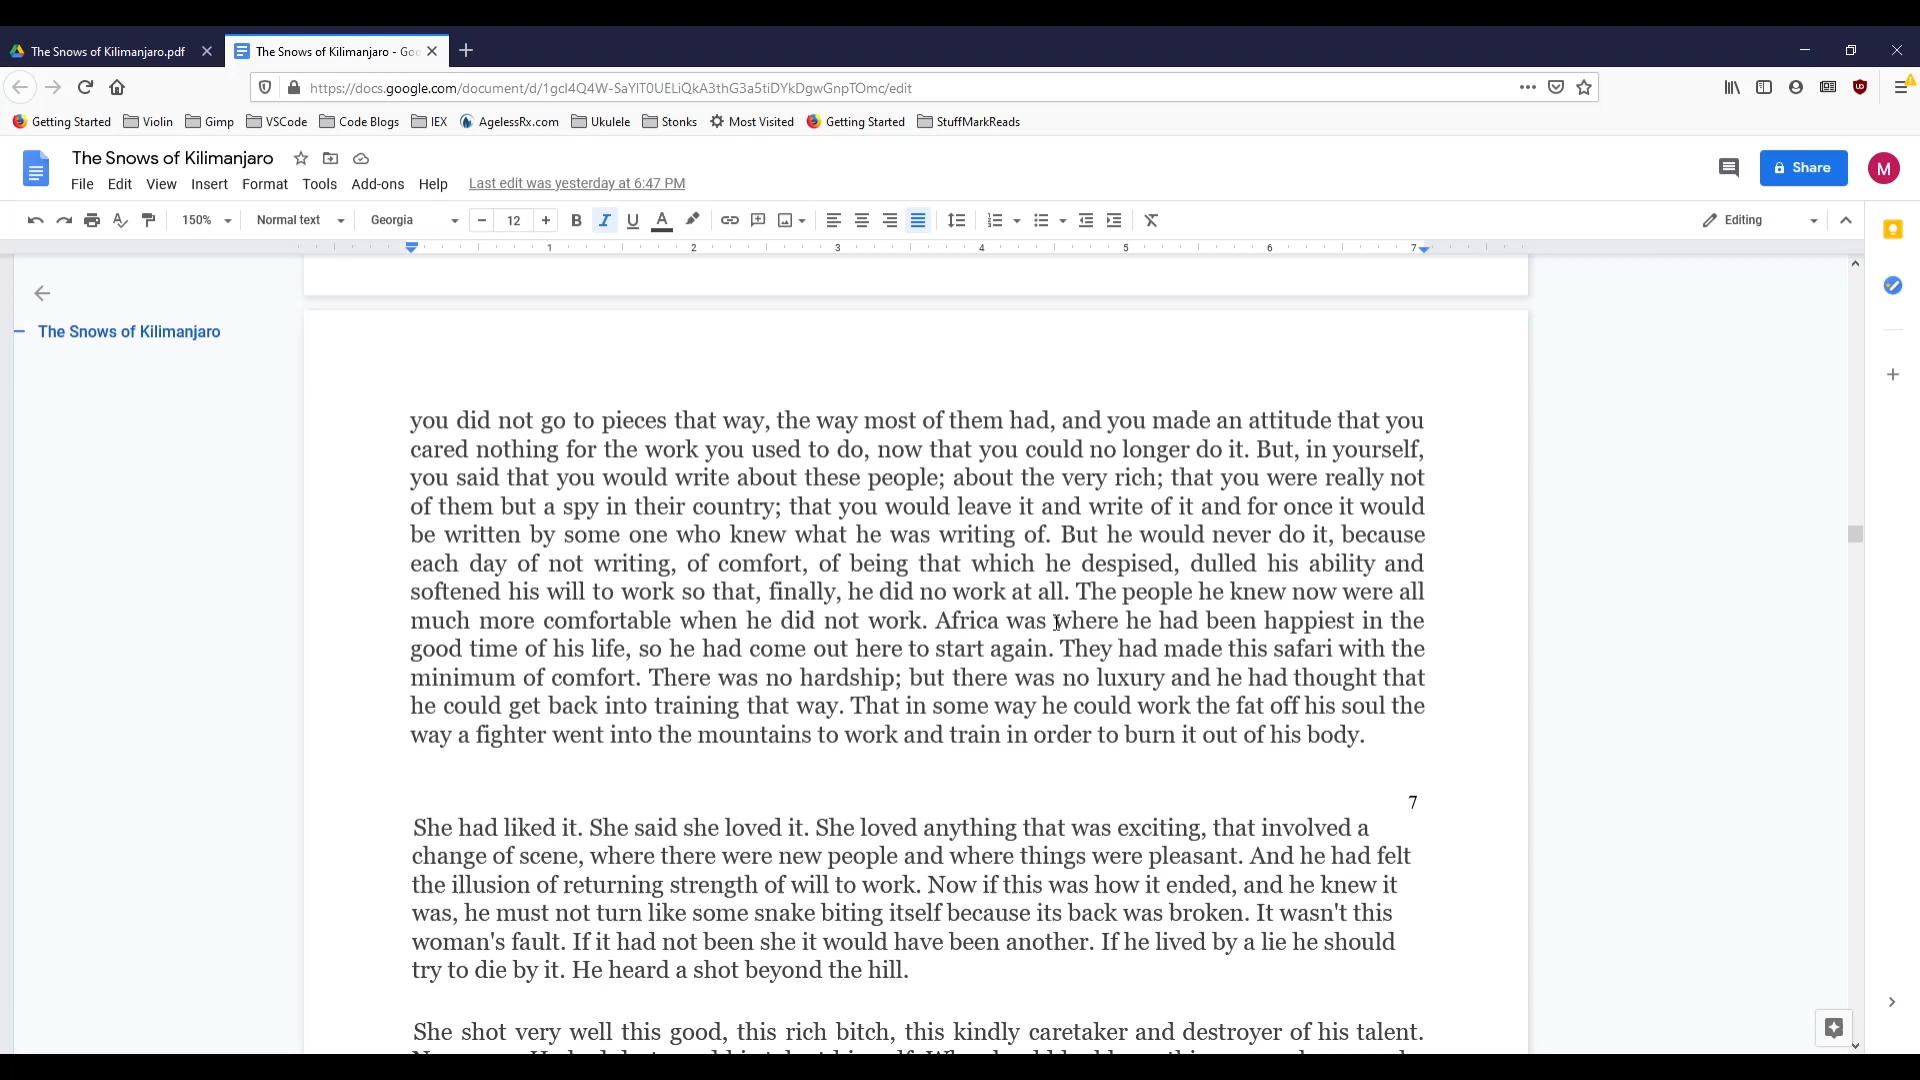 The Snows of Kilimanjaro.pdf
The Snows of Kilimanjaro - Goo
https://docs.google.com/document/d/1gcl4Q4W-SaYlT0UELiQkA3thG3a5tiDYkDgwGnpTOmc/edit
Getting Started Violin Gimp VSCode Code Blogs IEX AgelessRx.com Ukulele Stonks Most Visited Getting Started StuffMarkReads
The Snows of Kilimanjaro
Share
M
File Edit View Insert Format Tools Add-ons Help Last edit was yesterday at 6:47 PM
150% Normal text Georgia 12 B I U A Editing
1 2 3 4 5 6 7
The Snows of Kilimanjaro
you did not go to pieces that way, the way most of them had, and you made an attitude that you
cared nothing for the work you used to do, now that you could no longer do it. But, in yourself,
you said that you would write about these people; about the very rich; that you were really not
of them but a spy in their country; that you would leave it and write of it and for once it would
be written by some one who knew what he was writing of. But he would never do it, because
each day of not writing, of comfort, of being that which he despised, dulled his ability and
softened his will to work so that, finally, he did no work at all. The people he knew now were all
much more comfortable when he did not work. Africa was where he had been happiest in the
good time of his life, so he had come out here to start again. They had made this safari with the
minimum of comfort. There was no hardship; but there was no luxury and he had thought that
he could get back into training that way. That in some way he could work the fat off his soul the
way a fighter went into the mountains to work and train in order to burn it out of his body.
7
She had liked it. She said she loved it. She loved anything that was exciting, that involved a
change of scene, where there were new people and where things were pleasant. And he had felt
the illusion of returning strength of will to work. Now if this was how it ended, and he knew it
was, he must not turn like some snake biting itself because its back was broken. It wasn't this
woman's fault. If it had not been she it would have been another. If he lived by a lie he should
try to die by it. He heard a shot beyond the hill.
She shot very well this good, this rich bitch, this kindly caretaker and destroyer of his talent.